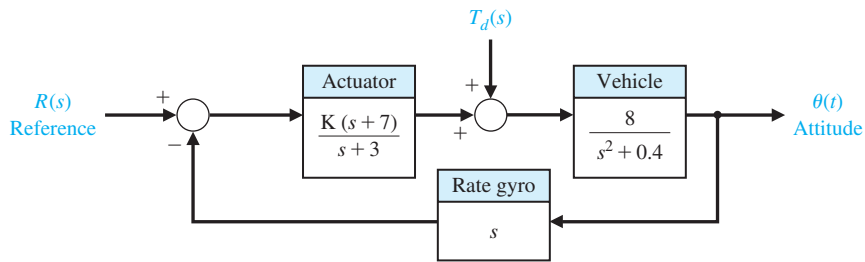 T_d(s)
R(s)
Reference
+
−
Actuator
K (s + 7)
s + 3
+
+
Vehicle
8
s² + 0.4
θ(t)
Attitude
Rate gyro
s